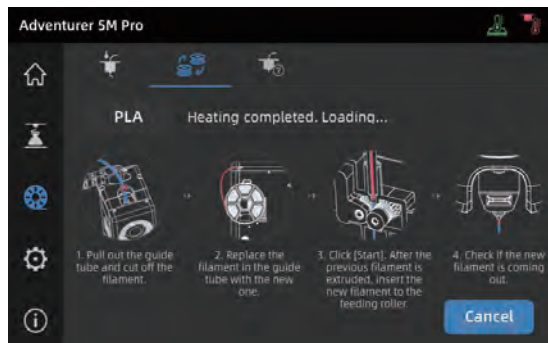 Adventurer 5M Pro
PLA
Heating completed. Loading...
1. Pull out the guide
tube and cut off the
filament.
2. Replace the
filament in the guide
tube with the new
one.
3. Click [Start]. After the
previous filament is
extruded, insert the
new filament to the
feeding roller.
4. Check if the new
filament is coming
out.
Cancel